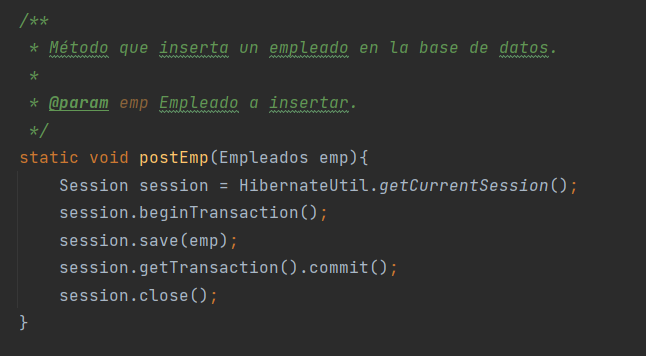 /**
 * Método que inserta un empleado en la base de datos.
 *
 * @param emp Empleado a insertar.
 */
static void postEmp(Empleados emp){
    Session session = HibernateUtil.getCurrentSession();
    session.beginTransaction();
    session.save(emp);
    session.getTransaction().commit();
    session.close();
}